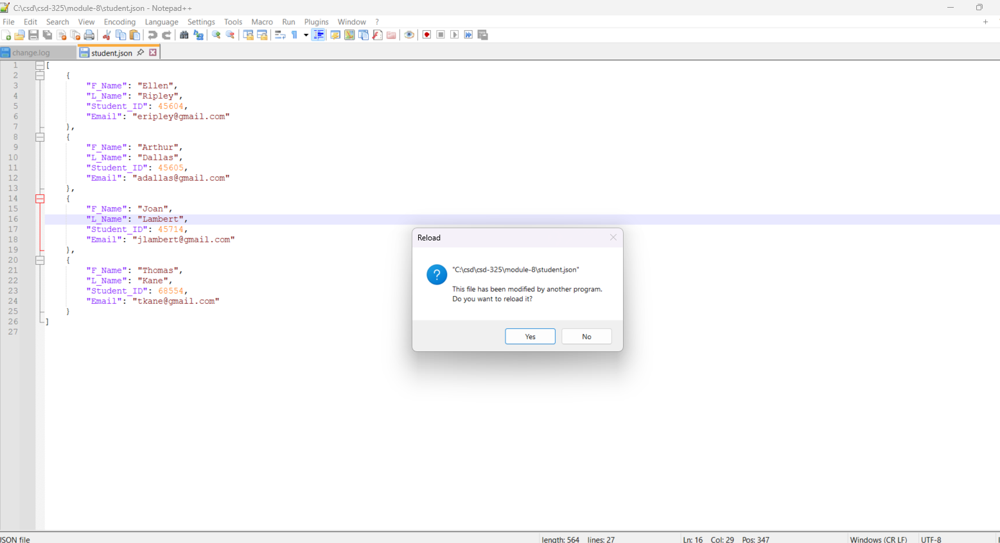 C:\csd\csd-325\module-8\student.json - Notepad++
File Edit Search View Encoding Language Settings Tools Macro Run Plugins Window ?
change.log student.json
1 [
2 {
3 "F_Name": "Ellen",
4 "L_Name": "Ripley",
5 "Student_ID": 45604,
6 "Email": "eripley@gmail.com"
7 },
8 {
9 "F_Name": "Arthur",
10 "L_Name": "Dallas",
11 "Student_ID": 45605,
12 "Email": "adallas@gmail.com"
13 },
14 {
15 "F_Name": "Joan",
16 "L_Name": "Lambert",
17 "Student_ID": 45714,
18 "Email": "jlambert@gmail.com"
19 },
20 {
21 "F_Name": "Thomas",
22 "L_Name": "Kane",
23 "Student_ID": 68554,
24 "Email": "tkane@gmail.com"
25 }
26 ]
27
Reload
"C:\csd\csd-325\module-8\student.json"
This file has been modified by another program.
Do you want to reload it?
Yes No
JSON file length: 564 lines: 27 Ln: 16 Col: 29 Pos: 347 Windows (CR LF) UTF-8